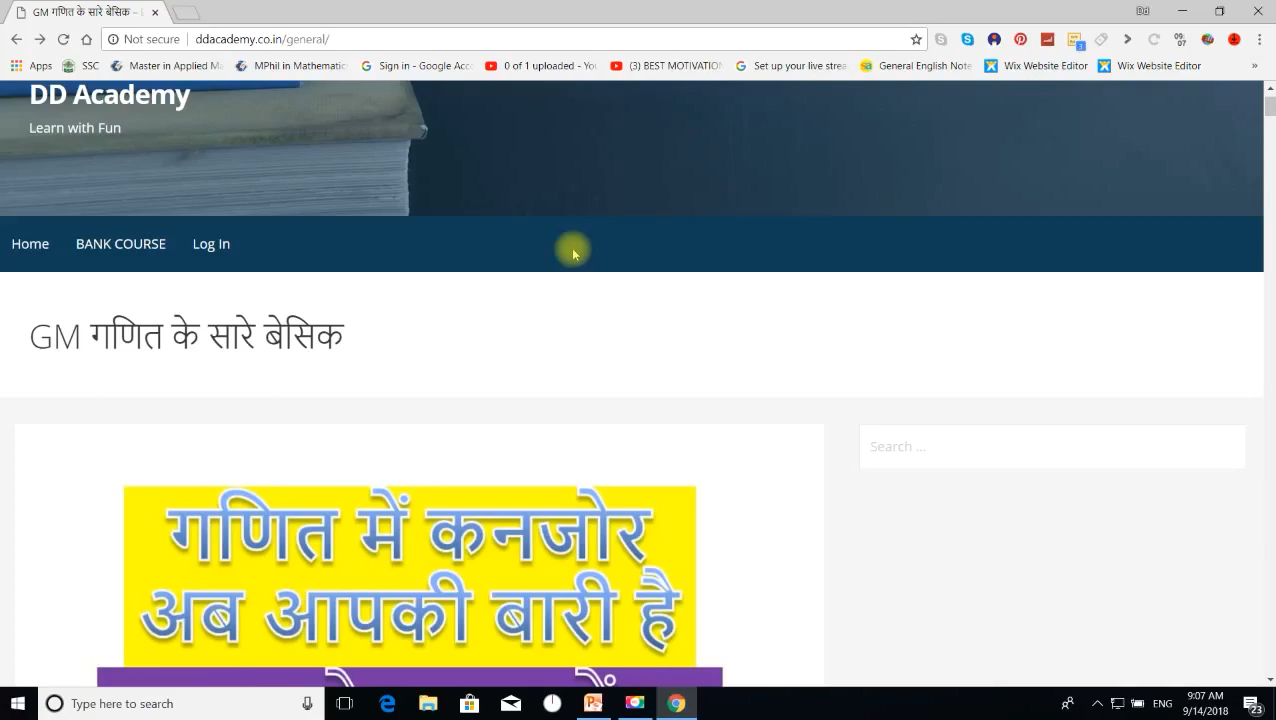 GM गणित के सारे बेसिक –
Not secure
ddacademy.co.in/general/
Apps
SSC
Master in Applied Ma
MPhil in Mathematic
Sign in - Google Acc
0 of 1 uploaded - You
(3) BEST MOTIVATIO
Set up your live strea
General English Note
Wix Website Editor
Wix Website Editor
»
DD Academy
Learn with Fun
Home
BANK COURSE
Log In
GM गणित के सारे बेसिक
Search ...
गणित में कनजोर
अब आपकी बारी है
Type here to search
ENG
9:07 AM
9/14/2018
23